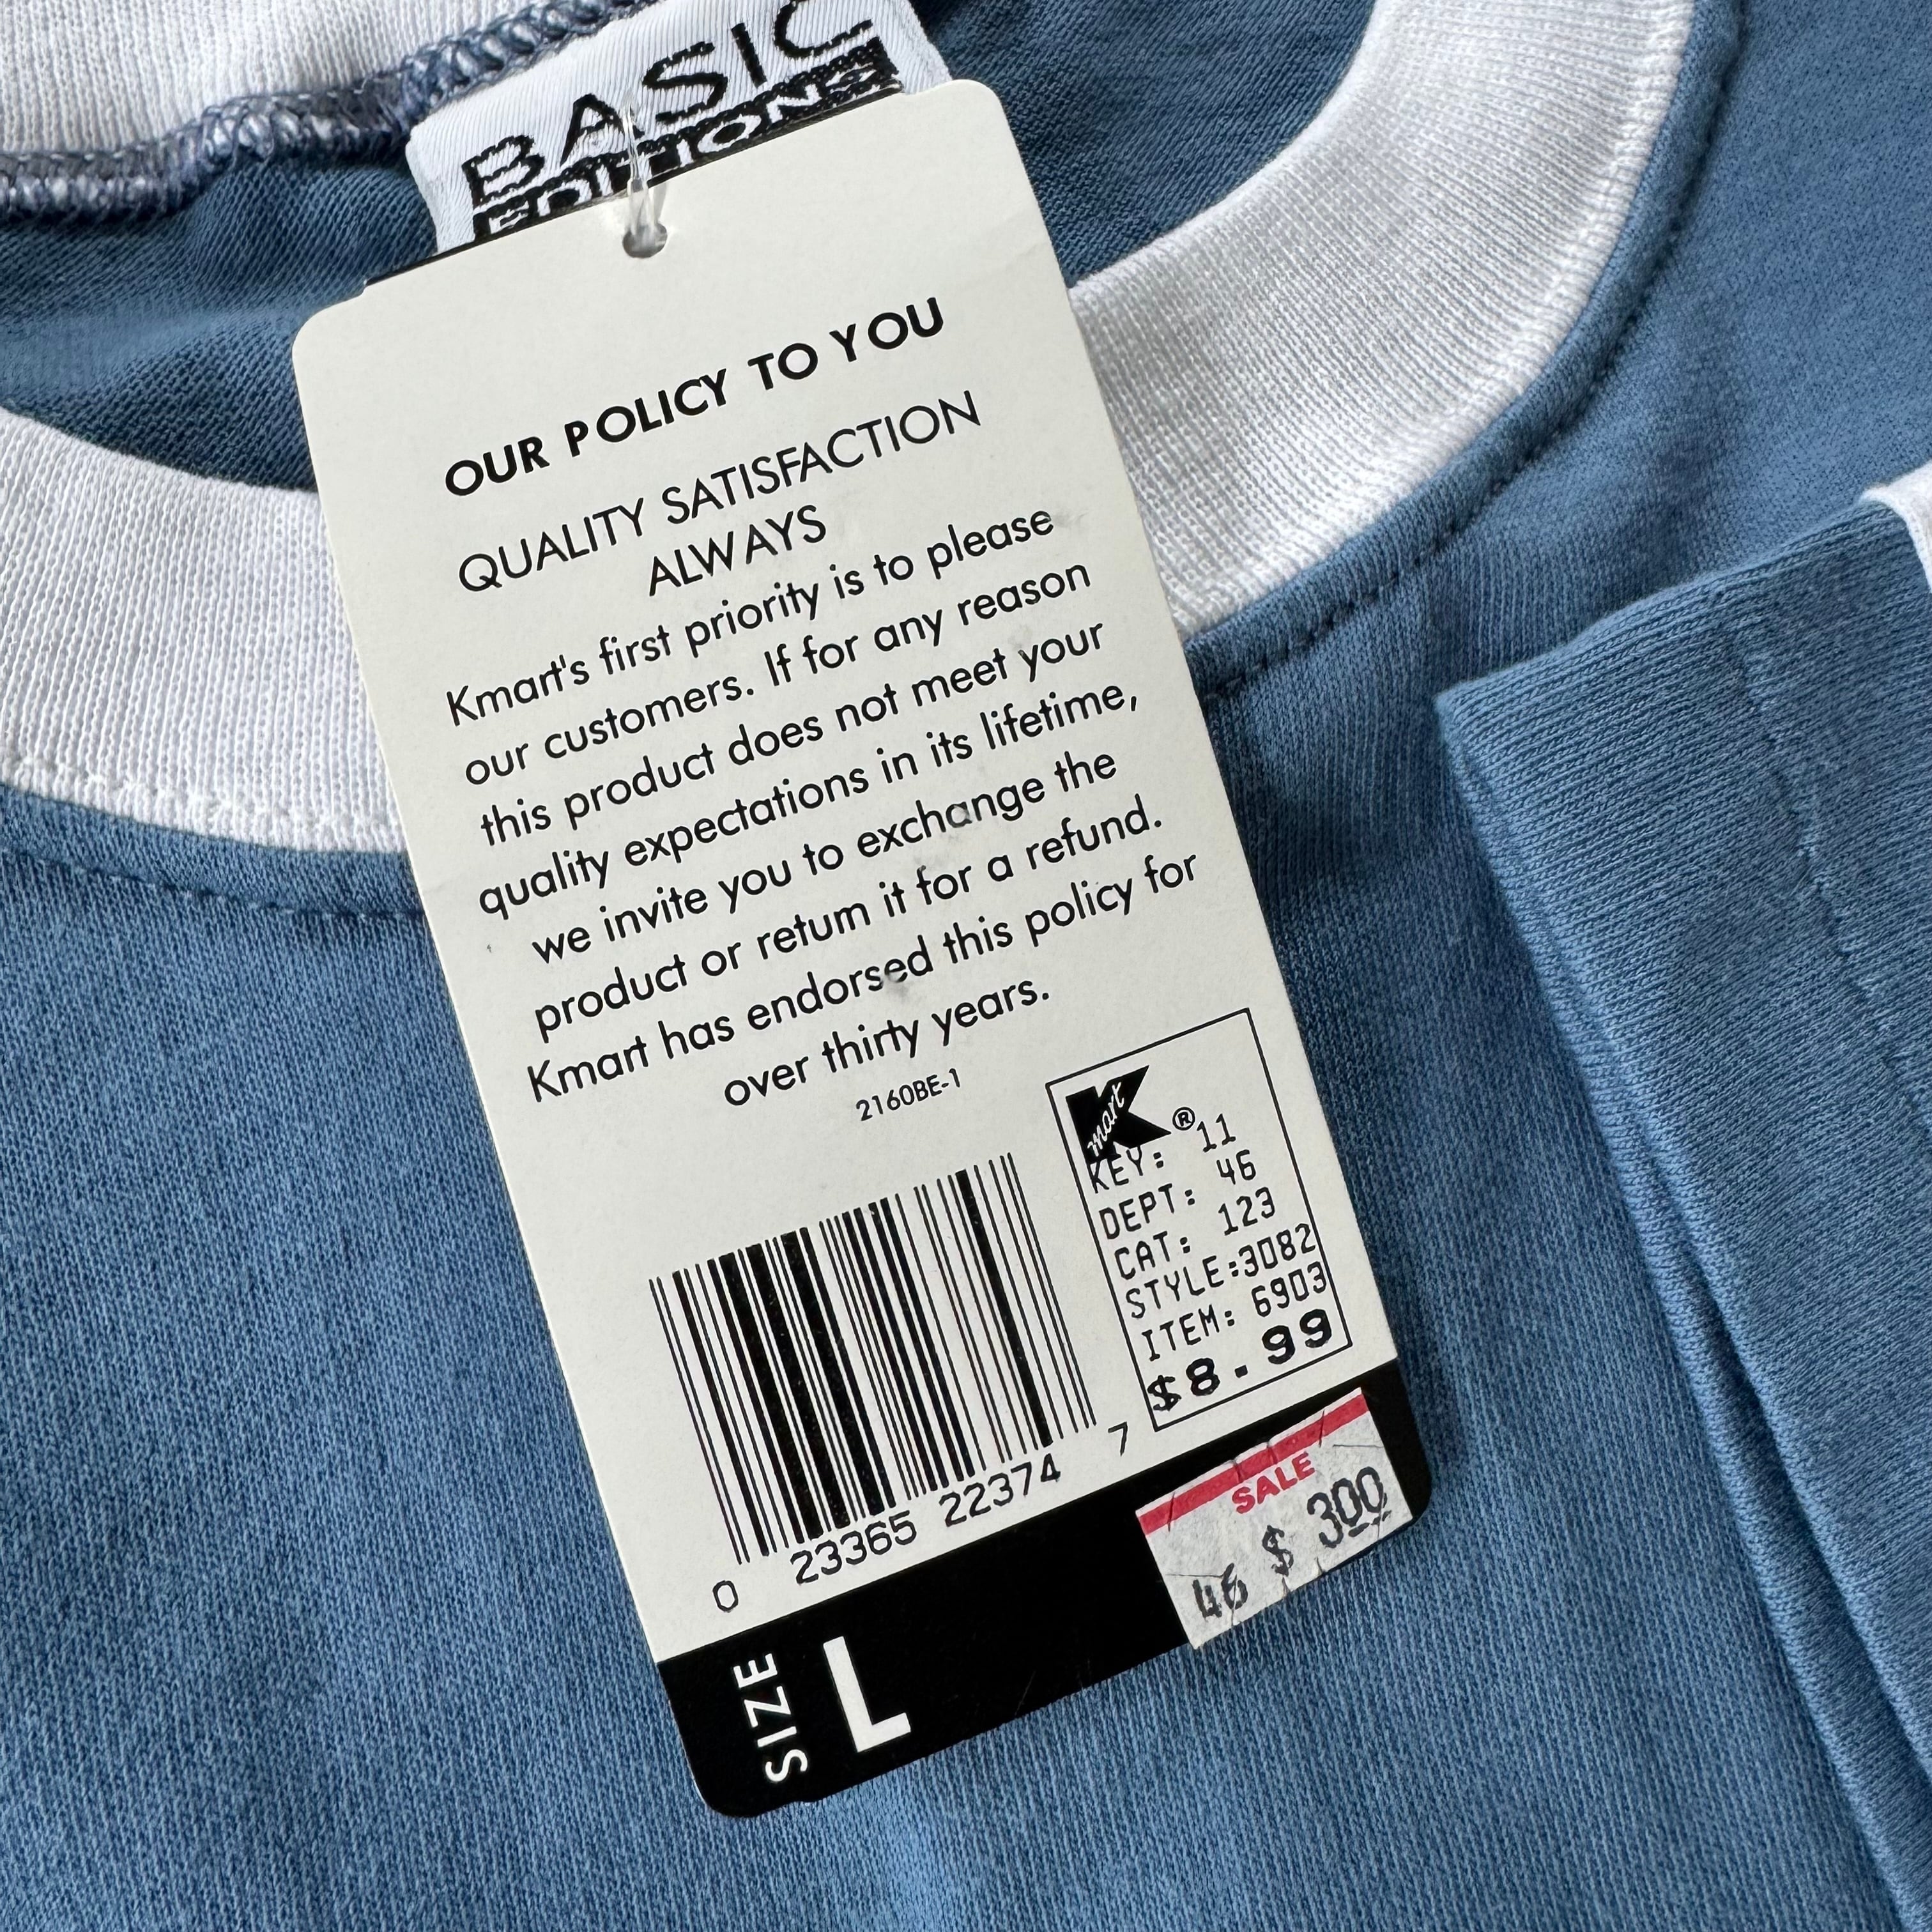 BASIC
EDITIONS
OUR POLICY TO YOU
QUALITY SATISFACTION
ALWAYS
Kmart's first priority is to please
our customers. If for any reason
this product does not meet your
quality expectations in its lifetime,
we invite you to exchange the
product or return it for a refund.
Kmart has endorsed this policy for
over thirty years.
2160BE-1
Kmart®
KEY: 11
DEPT: 46
CAT: 123
STYLE:3082
ITEM: 6903
$8.99
0 23365 22374 7
SALE
46 $ 300
SIZE L